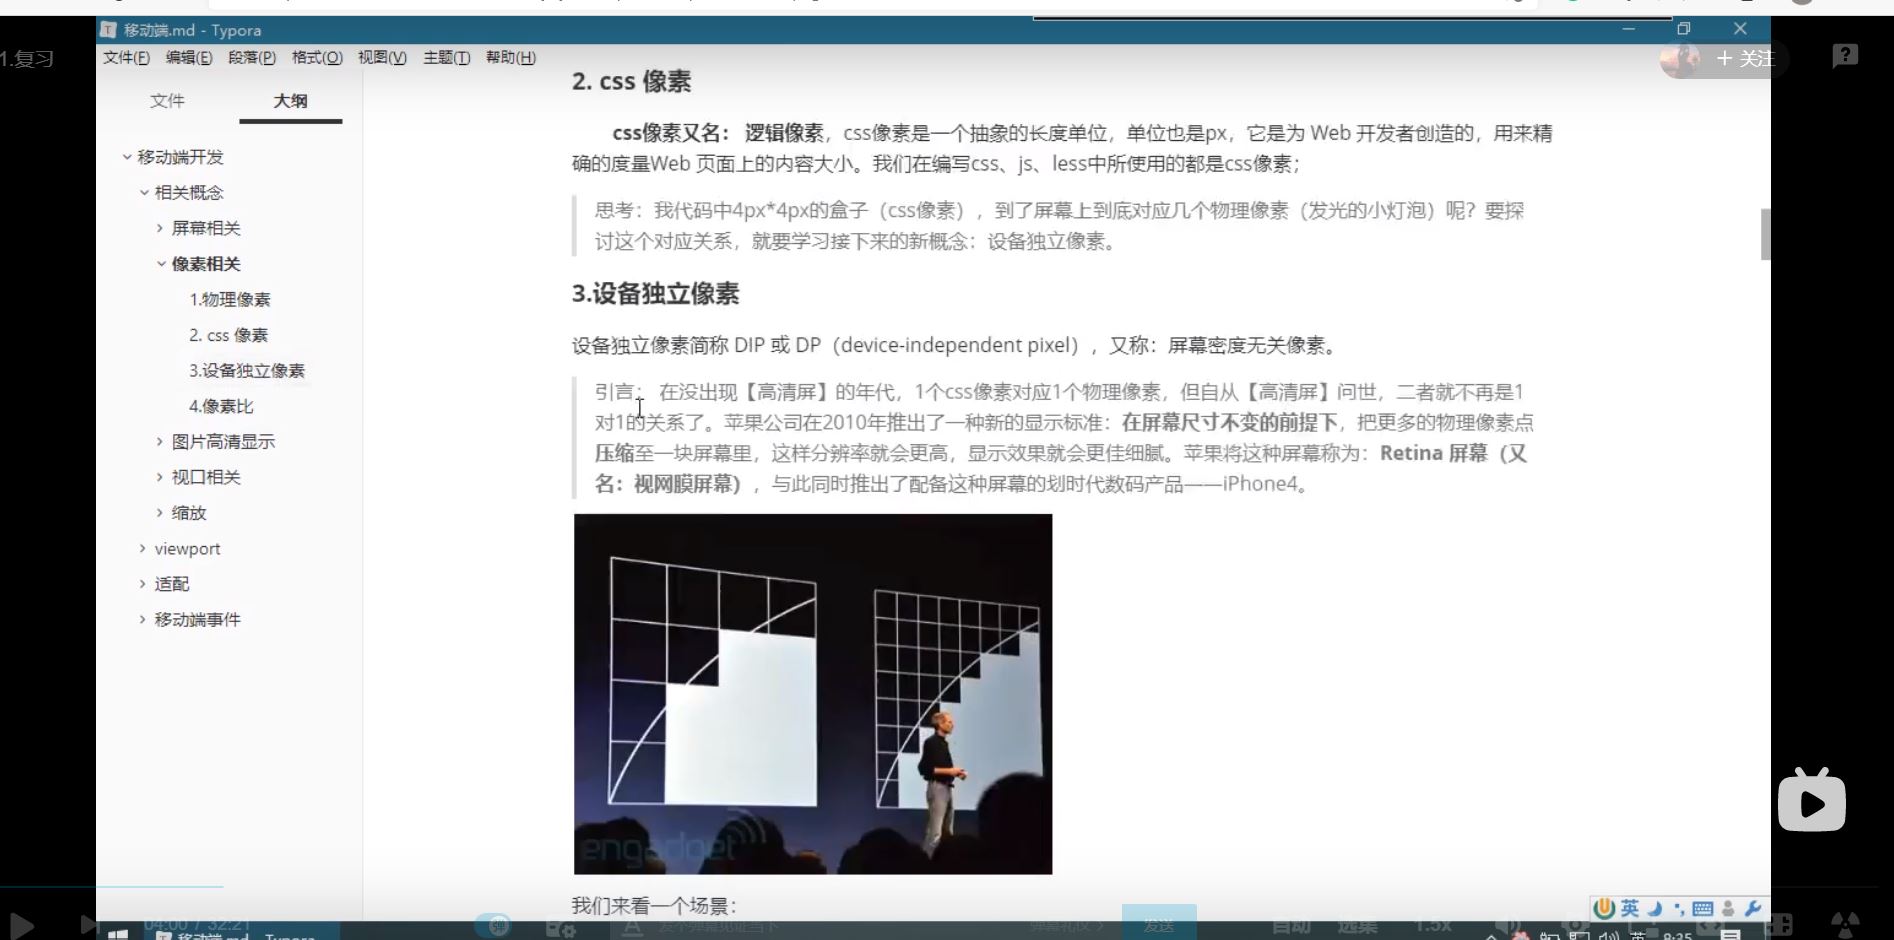 1.复习
移动端.md - Typora
文件(F) 编辑(E) 段落(P) 格式(O) 视图(V) 主题(T) 帮助(H)
+ 关注
文件 大纲
移动端开发
相关概念
屏幕相关
像素相关
1.物理像素
2. css 像素
3.设备独立像素
4.像素比
图片高清显示
视口相关
缩放
viewport
适配
移动端事件
2. css 像素
css像素又名： 逻辑像素，css像素是一个抽象的长度单位，单位也是px，它是为 Web 开发者创造的，用来精
确的度量Web 页面上的内容大小。我们在编写css、js、less中所使用的都是css像素；
思考：我代码中4px*4px的盒子（css像素），到了屏幕上到底对应几个物理像素（发光的小灯泡）呢？要探
讨这个对应关系，就要学习接下来的新概念：设备独立像素。
3.设备独立像素
设备独立像素简称 DIP 或 DP（device-independent pixel），又称：屏幕密度无关像素。
引言： 在没出现【高清屏】的年代，1个css像素对应1个物理像素，但自从【高清屏】问世，二者就不再是1
对1的关系了。苹果公司在2010年推出了一种新的显示标准：在屏幕尺寸不变的前提下，把更多的物理像素点
压缩至一块屏幕里，这样分辨率就会更高，显示效果就会更佳细腻。苹果将这种屏幕称为：Retina 屏幕（又
名：视网膜屏幕），与此同时推出了配备这种屏幕的划时代数码产品——iPhone4。
engadget
我们来看一个场景：
英
04:00 / 32:21
弹
发个弹幕见证当下
弹幕礼仪 >
发送
自动 选集 1.5x
移动端.md - Typora
英 9:35